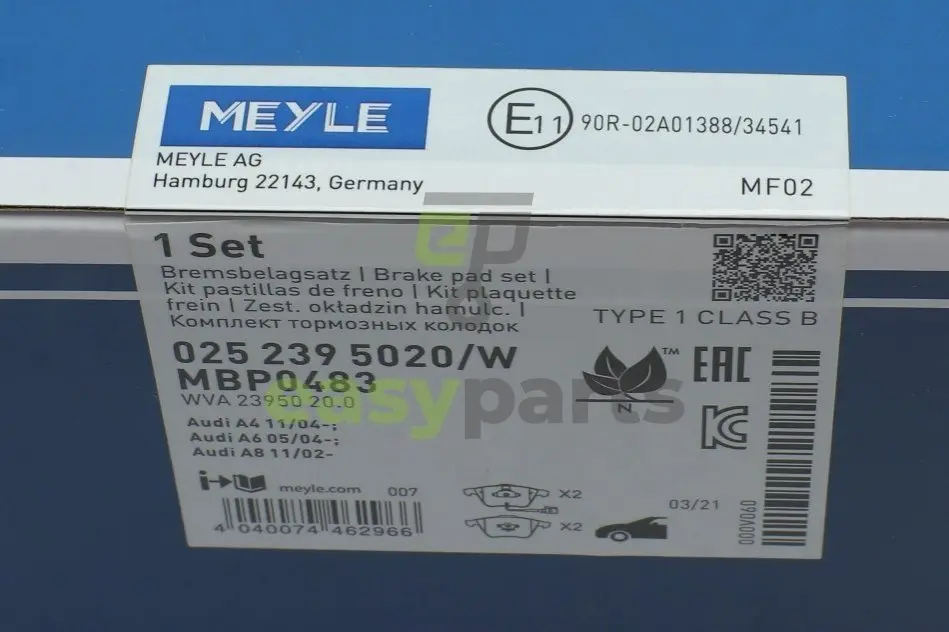 MEYLE
MEYLE AG
Hamburg 22143, Germany
E11 90R-02A01388/34541
MF02
1 Set
Bremsbelagsatz | Brake pad set |
Kit pastillas de freno | Kit plaquette
frein | Zest. okładzin hamulc. |
Комплект тормозных колодок
TYPE 1 CLASS B
025 239 5020/W
MBP0483
WVA 23950 20.0
Audi A4 11/04-;
Audi A6 05/04-;
Audi A8 11/02-
TM
N
EAC
KC
meyle.com 007
4 040074 462966
X2
X2
03/21
000V060
ep
easyparts